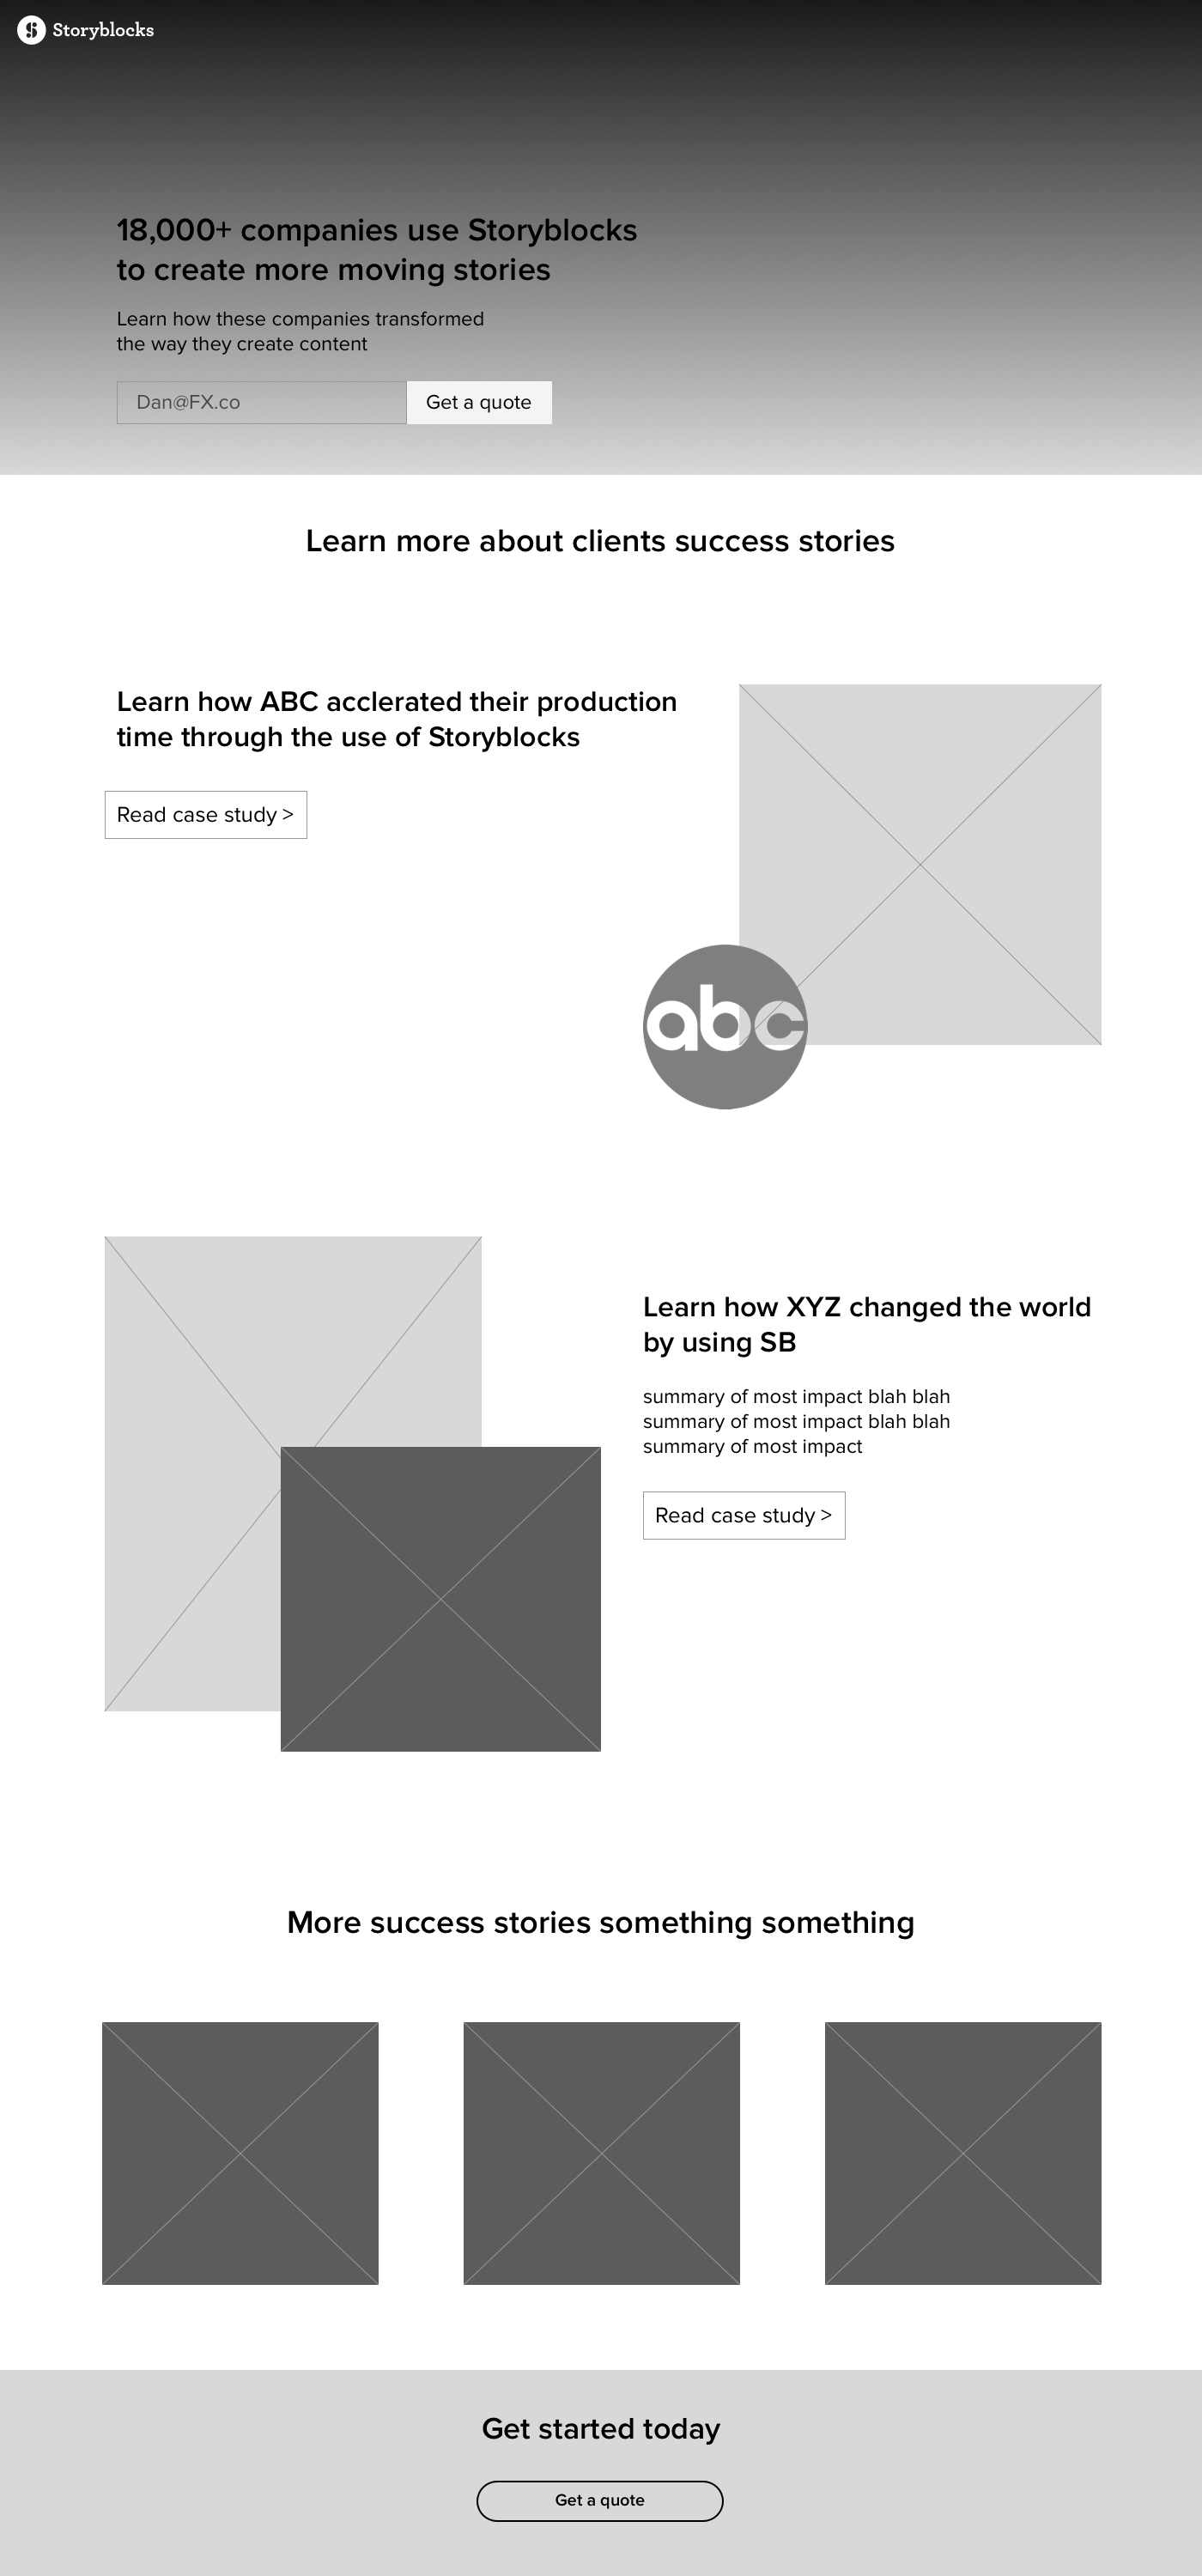 Storyblocks
18,000+ companies use Storyblocks
to create more moving stories
Learn how these companies transformed
the way they create content
Dan@FX.co
Get a quote
Learn more about clients success stories
Learn how ABC acclerated their production
time through the use of Storyblocks
Read case study >
abc
Learn how XYZ changed the world
by using SB
summary of most impact blah blah
summary of most impact blah blah
summary of most impact
Read case study >
More success stories something something
Get started today
Get a quote